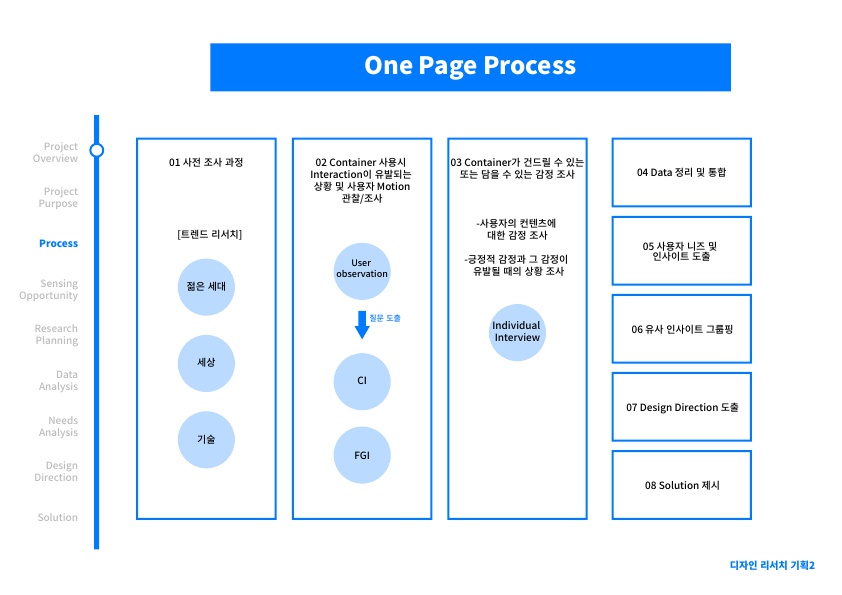 One Page Process
Project
Overview
Project
Purpose
Process
Sensing
Opportunity
Research
Planning
Data
Analysis
Needs
Analysis
Design
Direction
Solution
01 사전 조사 과정
[트렌드 리서치]
젊은 세대
세상
기술
02 Container 사용시
Interaction이 유발되는
상황 및 사용자 Motion
관찰/조사
User
observation
질문 도출
CI
FGI
03 Container가 건드릴 수 있는
또는 담을 수 있는 감정 조사
-사용자의 컨텐츠에
대한 감정 조사
-긍정적 감정과 그 감정이
유발될 때의 상황 조사
Individual
Interview
04 Data 정리 및 통합
05 사용자 니즈 및
인사이트 도출
06 유사 인사이트 그룹핑
07 Design Direction 도출
08 Solution 제시
디자인 리서치 기획2